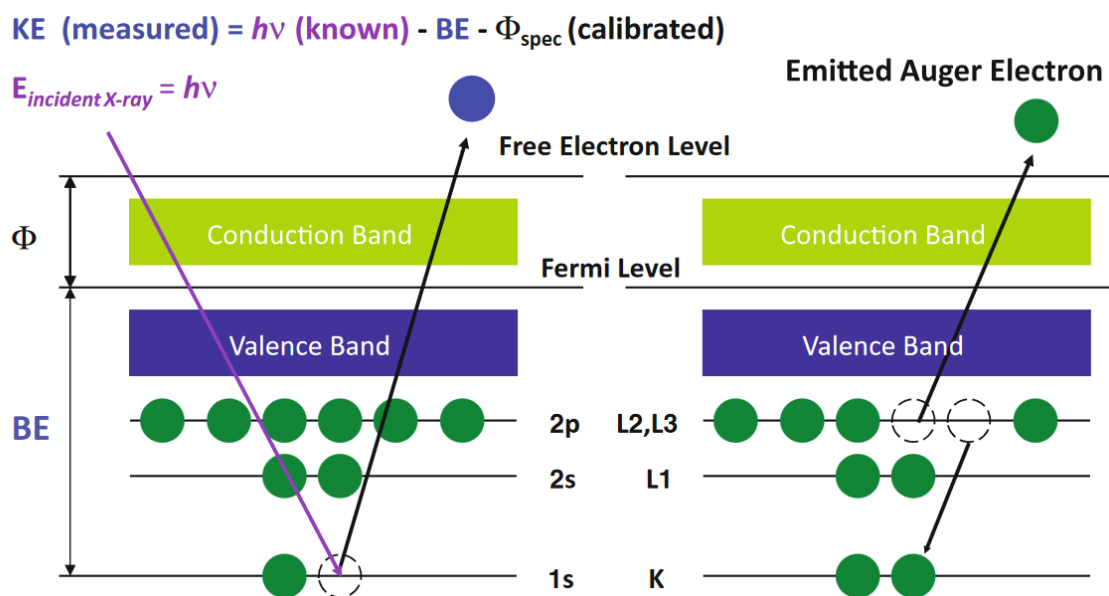 KE (measured) = hν (known) - BE - Φspec (calibrated)
Eincident X-ray = hν
Emitted Auger Electron
Free Electron Level
Φ
Conduction Band
Conduction Band
Fermi Level
Valence Band
Valence Band
BE
2p L2,L3
2s L1
1s K